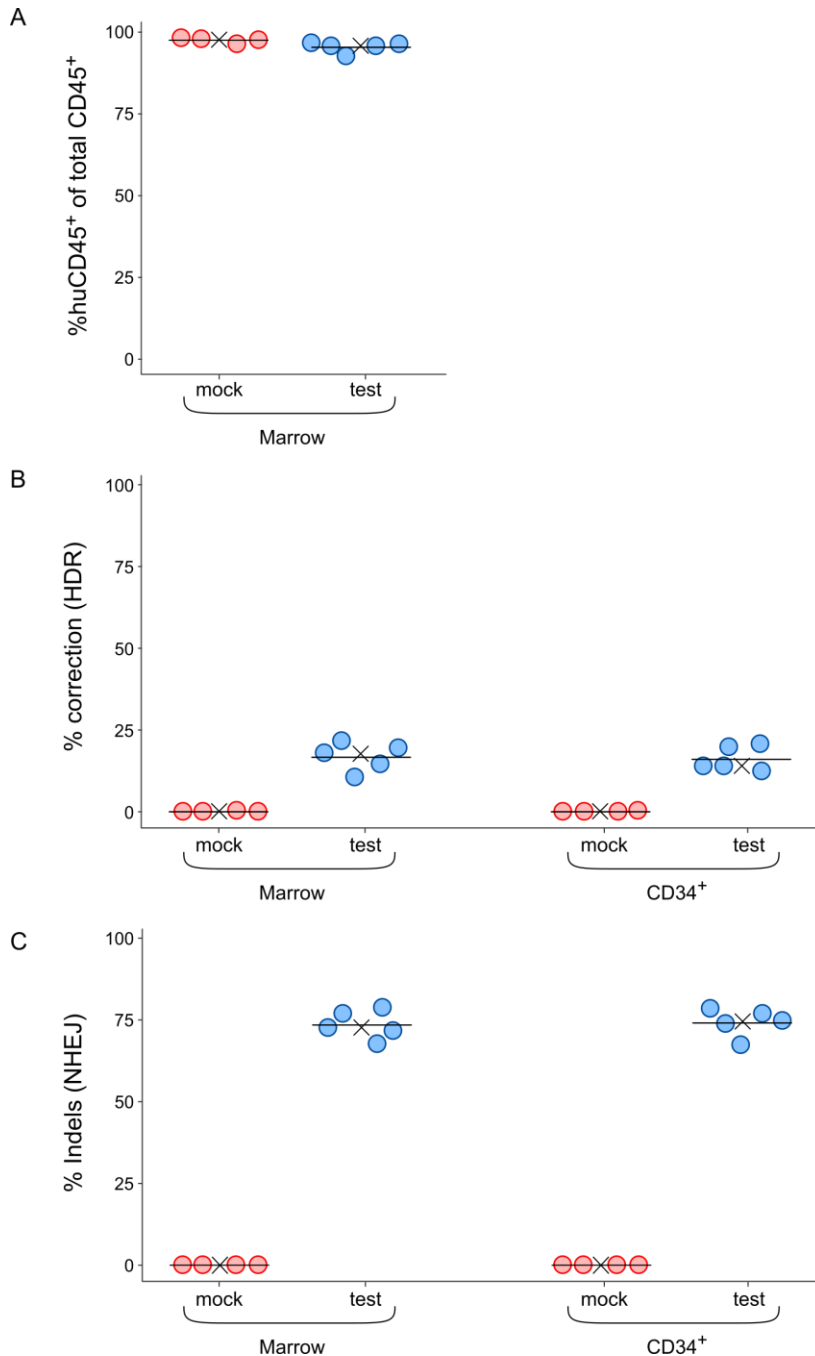 A
%huCD45⁺ of total CD45⁺
100
75
50
25
0
mock test
Marrow
B
% correction (HDR)
100
75
50
25
0
mock test mock test
Marrow CD34⁺
C
% Indels (NHEJ)
100
75
50
25
0
mock test mock test
Marrow CD34⁺